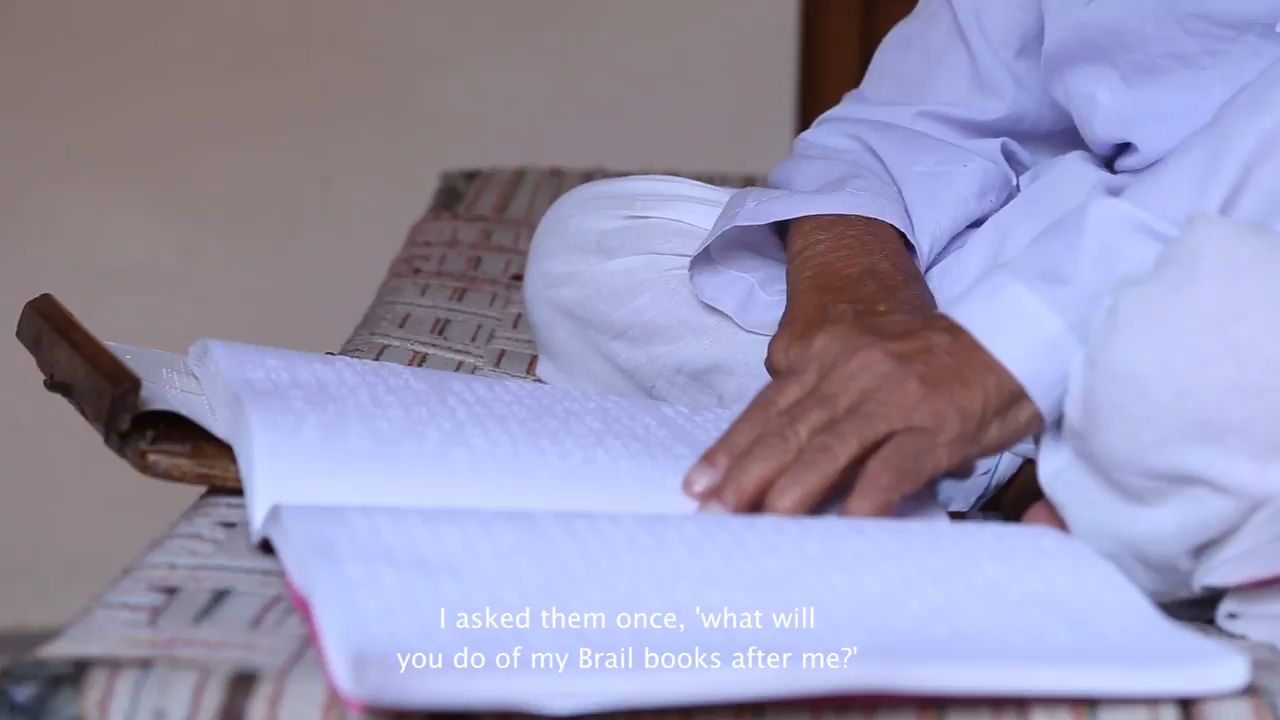 I asked them once, 'what will
you do of my Brail books after me?'